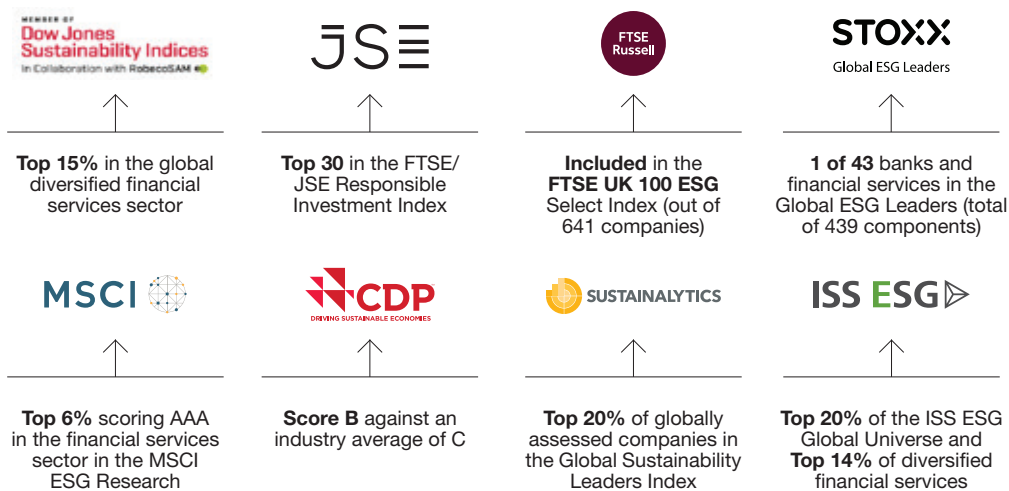 MEMBER OF
Dow Jones
Sustainability Indices
In Collaboration with RobecoSAM
JSE
FTSE
Russell
STOXX
Global ESG Leaders
Top 15% in the global
diversified financial
services sector
Top 30 in the FTSE/
JSE Responsible
Investment Index
Included in the
FTSE UK 100 ESG
Select Index (out of
641 companies)
1 of 43 banks and
financial services in the
Global ESG Leaders (total
of 439 components)
MSCI
CDP
DRIVING SUSTAINABLE ECONOMIES
SUSTAINALYTICS
ISS ESG
Top 6% scoring AAA
in the financial services
sector in the MSCI
ESG Research
Score B against an
industry average of C
Top 20% of globally
assessed companies in
the Global Sustainability
Leaders Index
Top 20% of the ISS ESG
Global Universe and
Top 14% of diversified
financial services